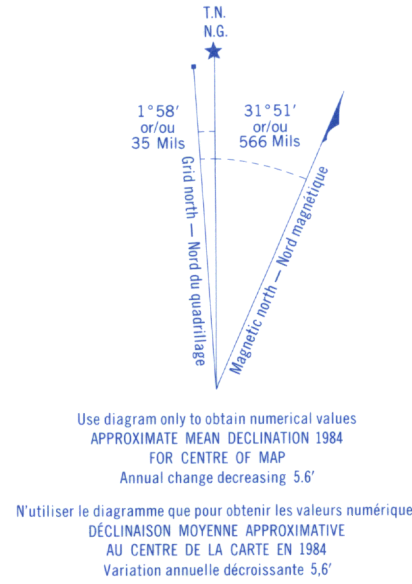 T.N.
N.G.
1°58′ 31°51′
or/ou or/ou
35 Mils 566 Mils
Grid north — Nord du quadrillage
Magnetic north — Nord magnétique
Use diagram only to obtain numerical values
APPROXIMATE MEAN DECLINATION 1984
FOR CENTRE OF MAP
Annual change decreasing 5.6′
N'utiliser le diagramme que pour obtenir les valeurs numérique
DÉCLINAISON MOYENNE APPROXIMATIVE
AU CENTRE DE LA CARTE EN 1984
Variation annuelle décroissante 5,6′